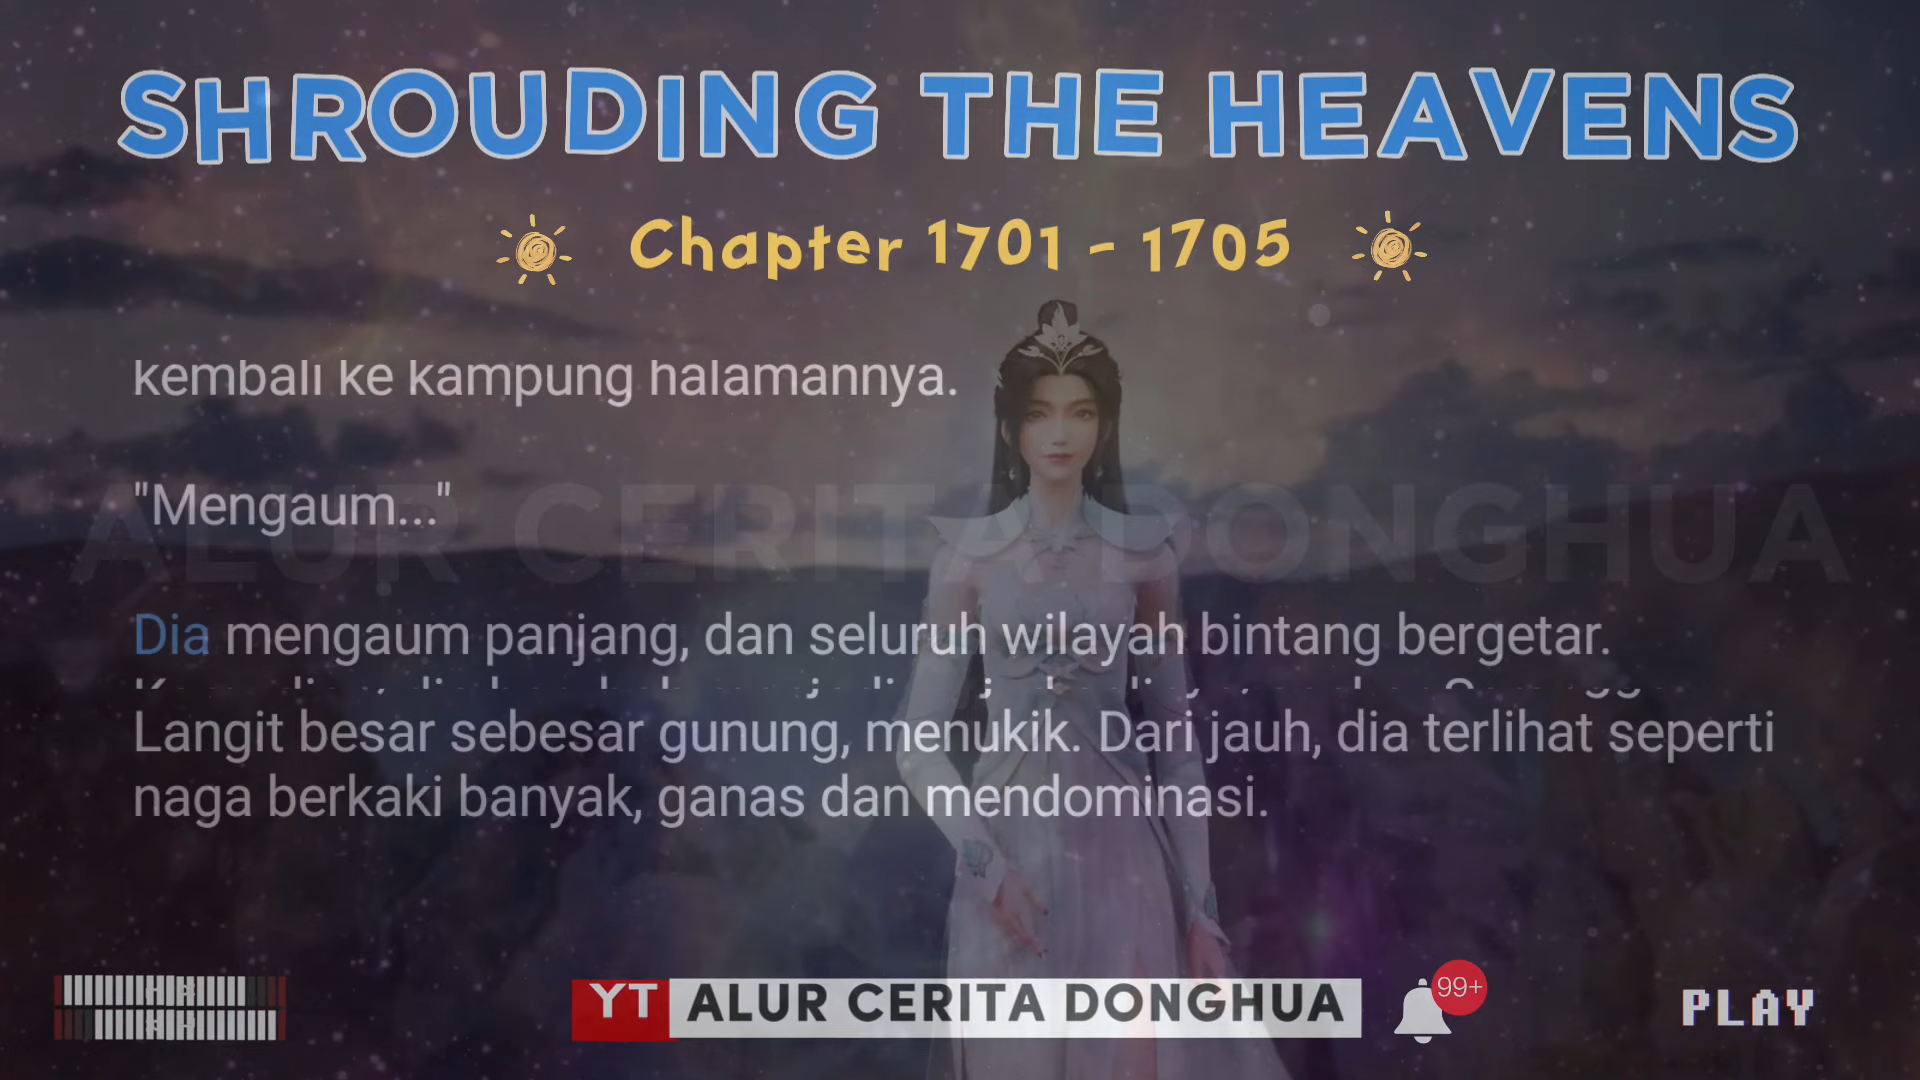 SHROUDING THE HEAVENS
Chapter 1701 - 1705
kembali ke kampung halamannya.
"Mengaum..."
ALUR CERITA DONGHUA
Dia mengaum panjang, dan seluruh wilayah bintang bergetar.
Langit besar sebesar gunung, menukik. Dari jauh, dia terlihat seperti
naga berkaki banyak, ganas dan mendominasi.
YT ALUR CERITA DONGHUA
99+
PLAY